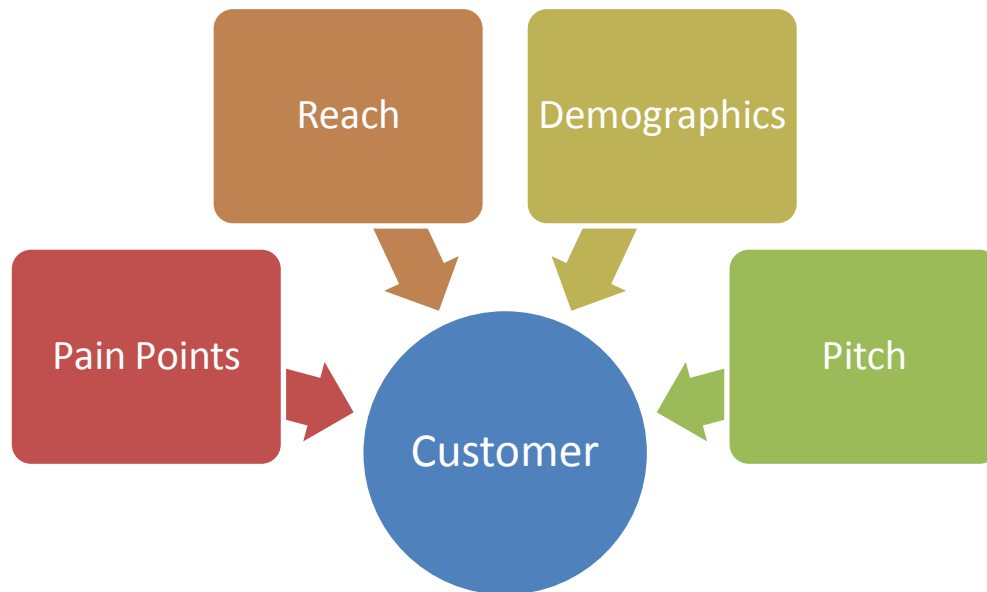 Reach
Demographics
Pain Points
Pitch
Customer